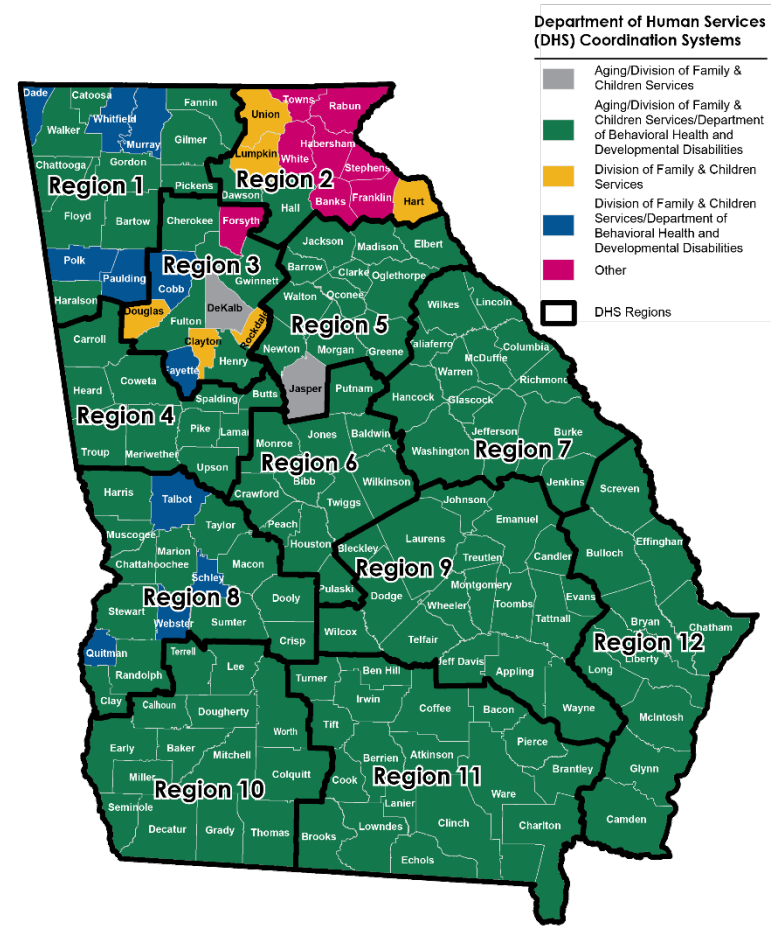 Department of Human Services
(DHS) Coordination Systems
Aging/Division of Family &
Children Services
Aging/Division of Family &
Children Services/Department
of Behavioral Health and
Developmental Disabilities
Division of Family & Children
Services
Division of Family & Children
Services/Department of
Behavioral Health and
Developmental Disabilities
Other
DHS Regions
Dade
Catoosa
Whitfield
Murray
Walker
Fannin
Gilmer
Chattooga
Gordon
Region 1
Pickens
Floyd
Bartow
Polk
Paulding
Haralson
Union
Towns
Rabun
Lumpkin
White
Habersham
Stephens
Region 2
Dawson
Hall
Banks
Franklin
Hart
Cherokee
Forsyth
Region 3
Cobb
Gwinnett
DeKalb
Douglas
Fulton
Rockdale
Clayton
Fayette
Henry
Jackson
Madison
Elbert
Barrow
Clarke
Oglethorpe
Walton
Oconee
Region 5
Newton
Morgan
Greene
Jasper
Carroll
Heard
Coweta
Region 4
Spalding
Butts
Pike
Lamar
Troup
Meriwether
Upson
Putnam
Monroe
Jones
Baldwin
Region 6
Bibb
Wilkinson
Crawford
Twiggs
Peach
Houston
Pulaski
Wilkes
Lincoln
Taliaferro
Columbia
McDuffie
Warren
Richmond
Hancock
Glascock
Jefferson
Burke
Washington
Region 7
Jenkins
Harris
Talbot
Muscogee
Taylor
Marion
Chattahoochee
Macon
Schley
Region 8
Dooly
Stewart
Webster
Sumter
Crisp
Quitman
Randolph
Clay
Johnson
Emanuel
Laurens
Bleckley
Treutlen
Candler
Region 9
Dodge
Montgomery
Evans
Wheeler
Toombs
Tattnall
Wilcox
Telfair
Jeff Davis
Appling
Wayne
Terrell
Lee
Calhoun
Dougherty
Worth
Early
Baker
Mitchell
Miller
Colquitt
Region 10
Seminole
Decatur
Grady
Thomas
Turner
Ben Hill
Irwin
Coffee
Bacon
Tift
Pierce
Berrien
Atkinson
Cook
Region 11
Brantley
Lanier
Ware
Brooks
Lowndes
Clinch
Charlton
Echols
Screven
Effingham
Bulloch
Bryan
Chatham
Region 12
Liberty
Long
McIntosh
Glynn
Camden